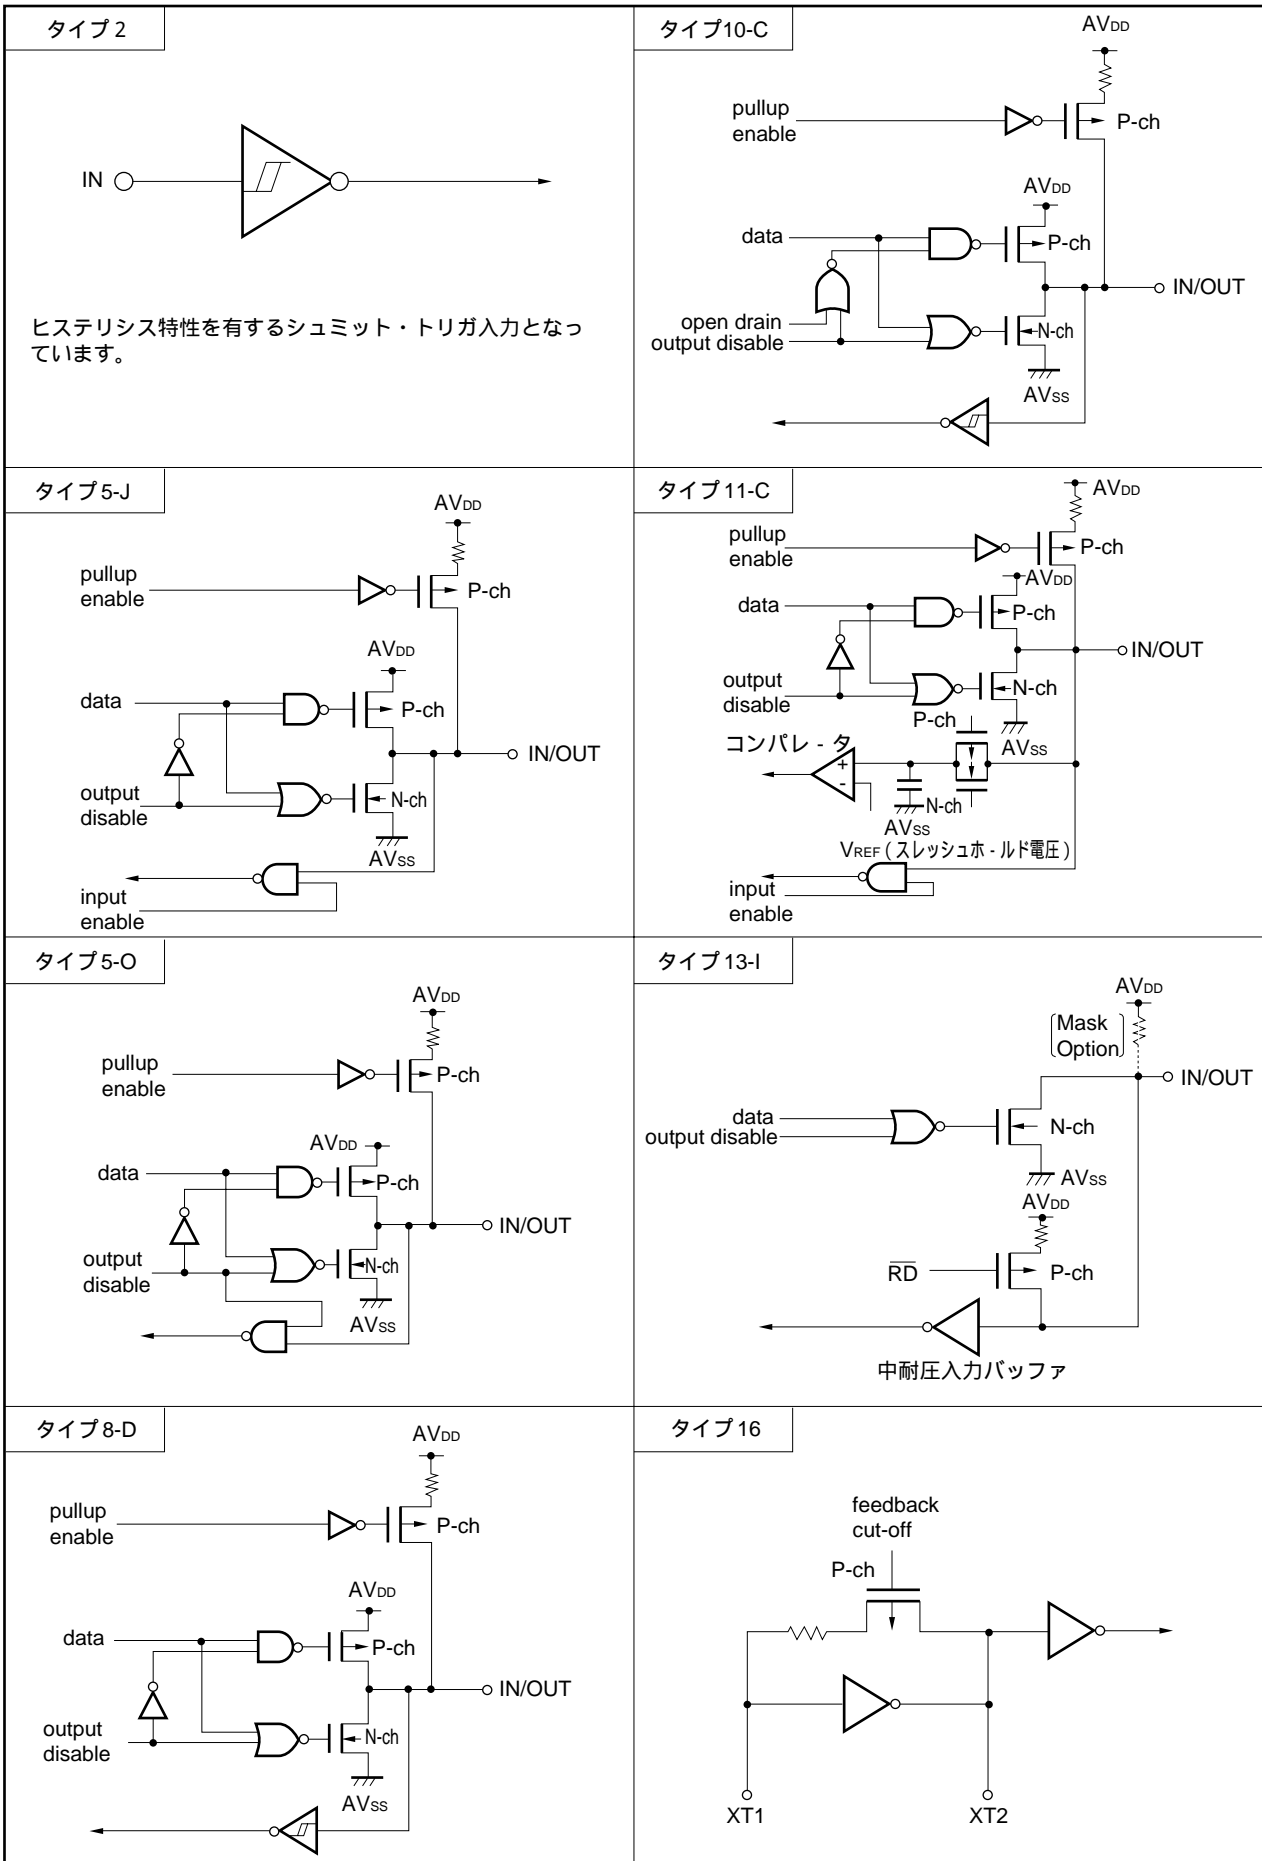 タイプ 2
IN
ヒステリシス特性を有するシュミット・トリガ入力となっ
ています。
タイプ10-C
AVDD
pullup
enable
P-ch
AVDD
data
P-ch
IN/OUT
open drain
output disable
N-ch
AVSS
タイプ5-J
AVDD
pullup
enable
P-ch
AVDD
data
P-ch
IN/OUT
output
disable
N-ch
AVSS
input
enable
タイプ11-C
AVDD
pullup
enable
P-ch
AVDD
data
P-ch
IN/OUT
output
disable
N-ch
P-ch
AVSS
コンパレ - タ
+
-
N-ch
AVSS
VREF ( スレッシュホ - ルド電圧 )
input
enable
タイプ5-O
AVDD
pullup
enable
P-ch
AVDD
data
P-ch
IN/OUT
output
disable
N-ch
AVSS
タイプ13-I
AVDD
Mask
Option
IN/OUT
data
output disable
N-ch
AVSS
AVDD
R̅D̅
P-ch
中耐圧入力バッファ
タイプ8-D
AVDD
pullup
enable
P-ch
AVDD
data
P-ch
IN/OUT
output
disable
N-ch
AVSS
タイプ16
feedback
cut-off
P-ch
XT1
XT2